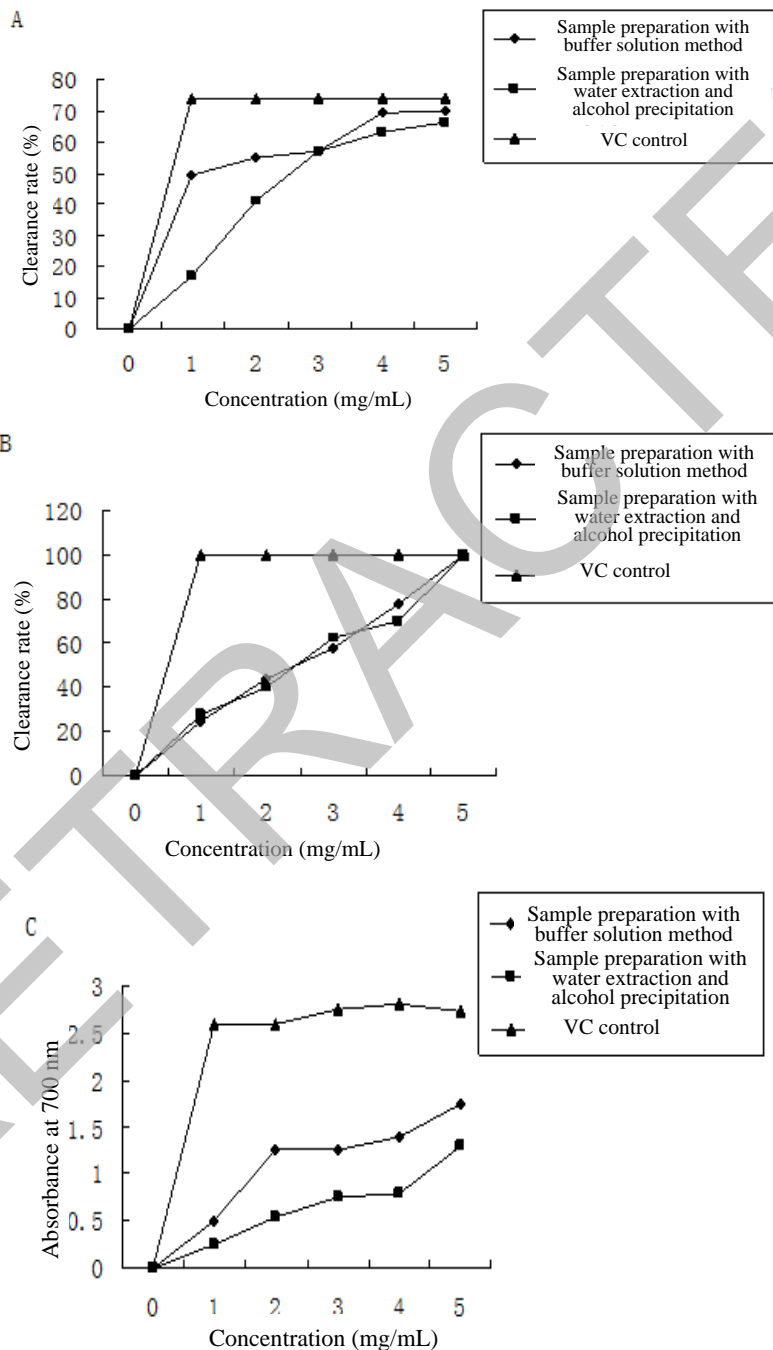 A
Sample preparation with
buffer solution method
Sample preparation with
water extraction and
alcohol precipitation
VC control
Clearance rate (%)
80
70
60
50
40
30
20
10
0
0 1 2 3 4 5
Concentration (mg/mL)
B
Sample preparation with
buffer solution method
Sample preparation with
water extraction and
alcohol precipitation
VC control
Clearance rate (%)
120
100
80
60
40
20
0
0 1 2 3 4 5
Concentration (mg/mL)
C
Sample preparation with
buffer solution method
Sample preparation with
water extraction and
alcohol precipitation
VC control
Absorbance at 700 nm
3
2.5
2
1.5
1
0.5
0
0 1 2 3 4 5
Concentration (mg/mL)
RETRACTE